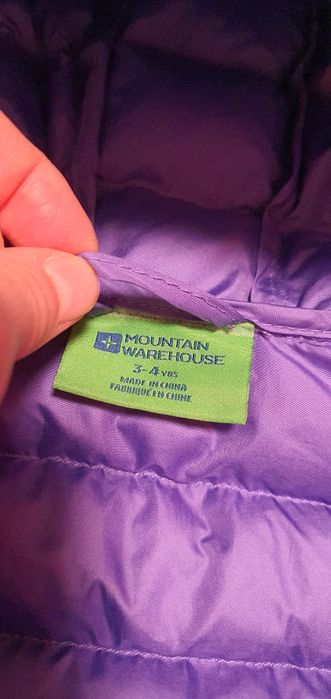 MOUNTAIN
WAREHOUSE
3-4 YRS
MADE IN CHINA
FABRIQUÉ EN CHINE